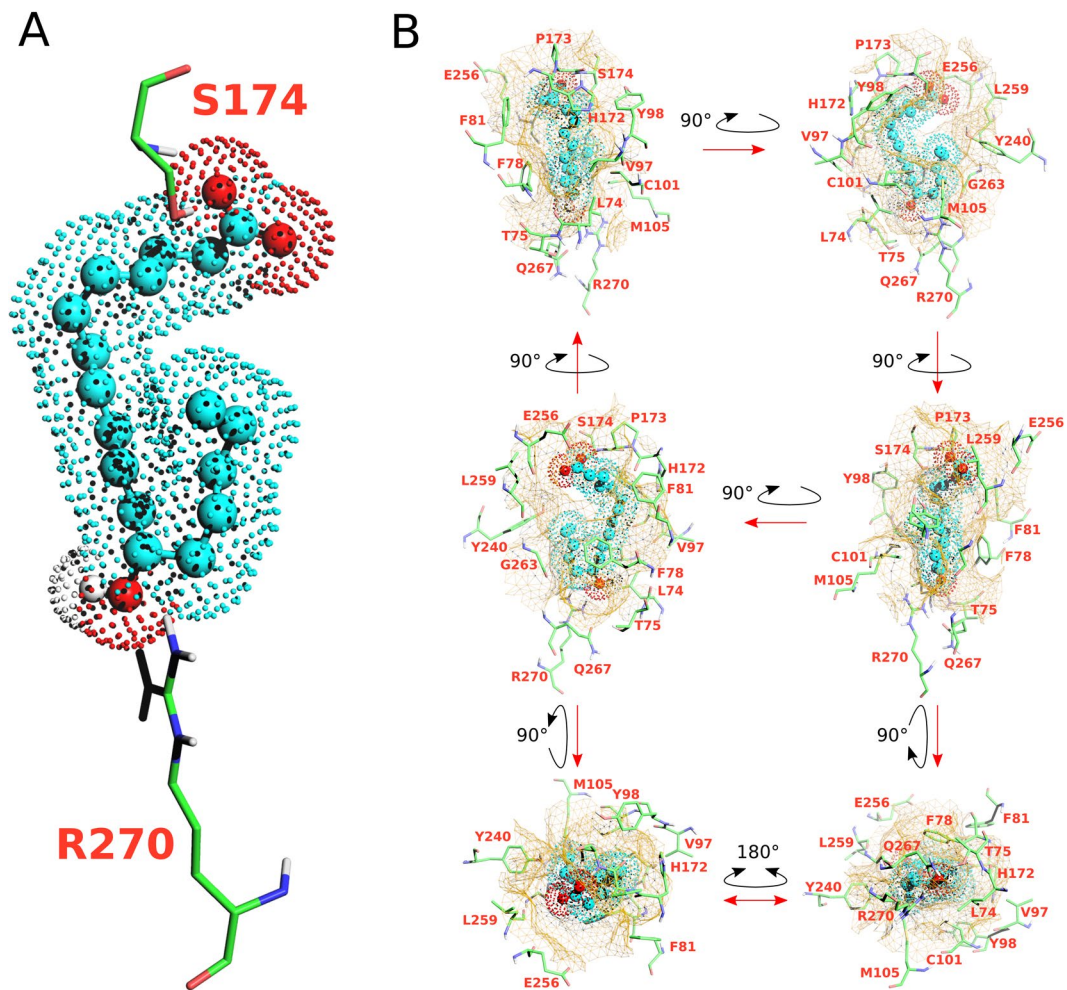 A
S174
R270
B
P173
E256
S174
F81
H172
Y98
F78
V97
C101
L74
M105
T75
Q267
R270
90°
P173
E256
Y98
L259
H172
V97
Y240
C101
G263
M105
L74
T75
Q267
R270
90°
90°
E256
S174
P173
H172
L259
F81
Y240
V97
G263
F78
L74
T75
Q267
R270
90°
P173
E256
S174
L259
Y98
F81
C101
F78
M105
T75
R270
Q267
90°
90°
M105
Y98
Y240
V97
H172
L259
F81
E256
180°
E256
F78
F81
L259
Q267
T75
H172
Y240
R270
L74
V97
Y98
C101
M105